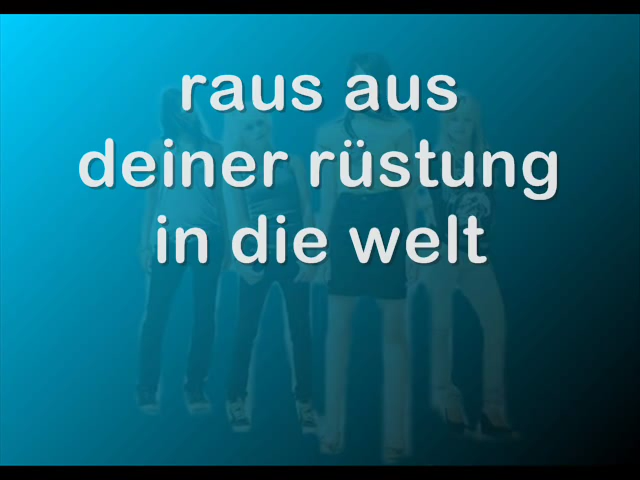 raus aus
deiner rüstung
in die welt